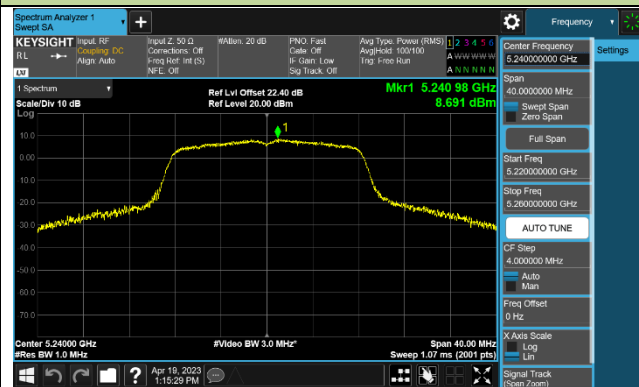 Spectrum Analyzer 1
Swept SA
+
Frequency
KEYSIGHT
RL
LXI
Input: RF
Coupling: DC
Align: Auto
Input Z: 50 Ω
Corrections: Off
Freq Ref: Int (S)
NFE: Off
#Atten: 20 dB
PNO: Fast
Gate: Off
IF Gain: Low
Sig Track: Off
Avg Type: Power (RMS)
Avg|Hold: 100/100
Trig: Free Run
1 2 3 4 5 6
A W W W W W
A N N N N N
1 Spectrum
Scale/Div 10 dB
Log
Ref Lvl Offset 22.40 dB
Ref Level 20.00 dBm
Mkr1 5.240 98 GHz
8.691 dBm
1
10.0
0.00
-10.0
-20.0
-30.0
-40.0
-50.0
-60.0
-70.0
Center 5.24000 GHz
#Res BW 1.0 MHz
#Video BW 3.0 MHz*
Span 40.00 MHz
Sweep 1.07 ms (2001 pts)
Apr 19, 2023
1:15:29 PM
Center Frequency
5.240000000 GHz
Settings
Span
40.0000000 MHz
Swept Span
Zero Span
Full Span
Start Freq
5.220000000 GHz
Stop Freq
5.260000000 GHz
AUTO TUNE
CF Step
4.000000 MHz
Auto
Man
Freq Offset
0 Hz
X Axis Scale
Log
Lin
Signal Track
(Span Zoom)